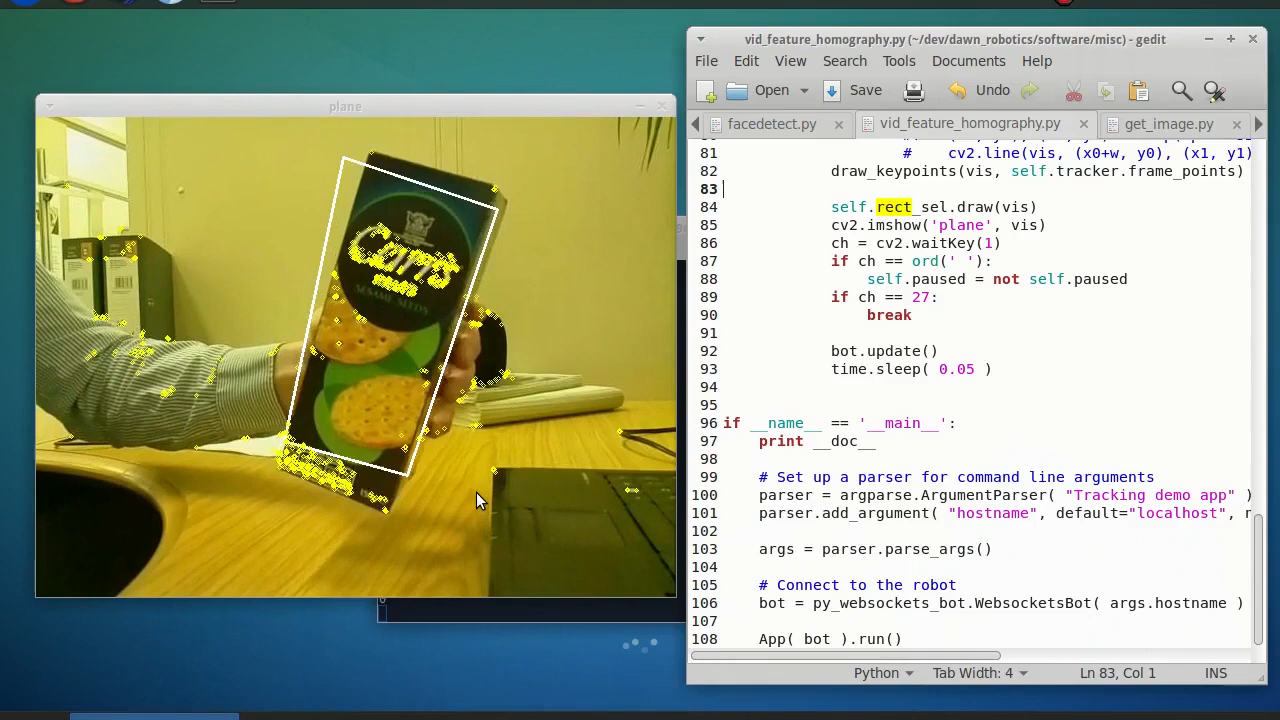 plane
Carr's
SESAME SEEDS
vid_feature_homography.py (~/dev/dawn_robotics/software/misc) - gedit
File Edit View Search Tools Documents Help
Open Save Undo
facedetect.py vid_feature_homography.py get_image.py
81 # cv2.line(vis, (x0+w, y0), (x1, y1)
82 draw_keypoints(vis, self.tracker.frame_points)
83
84 self.rect_sel.draw(vis)
85 cv2.imshow('plane', vis)
86 ch = cv2.waitKey(1)
87 if ch == ord(' '):
88 self.paused = not self.paused
89 if ch == 27:
90 break
91
92 bot.update()
93 time.sleep( 0.05 )
94
95
96 if __name__ == '__main__':
97 print __doc__
98
99 # Set up a parser for command line arguments
100 parser = argparse.ArgumentParser( "Tracking demo app" )
101 parser.add_argument( "hostname", default="localhost", n
102
103 args = parser.parse_args()
104
105 # Connect to the robot
106 bot = py_websockets_bot.WebsocketsBot( args.hostname )
107
108 App( bot ).run()
Python Tab Width: 4 Ln 83, Col 1 INS